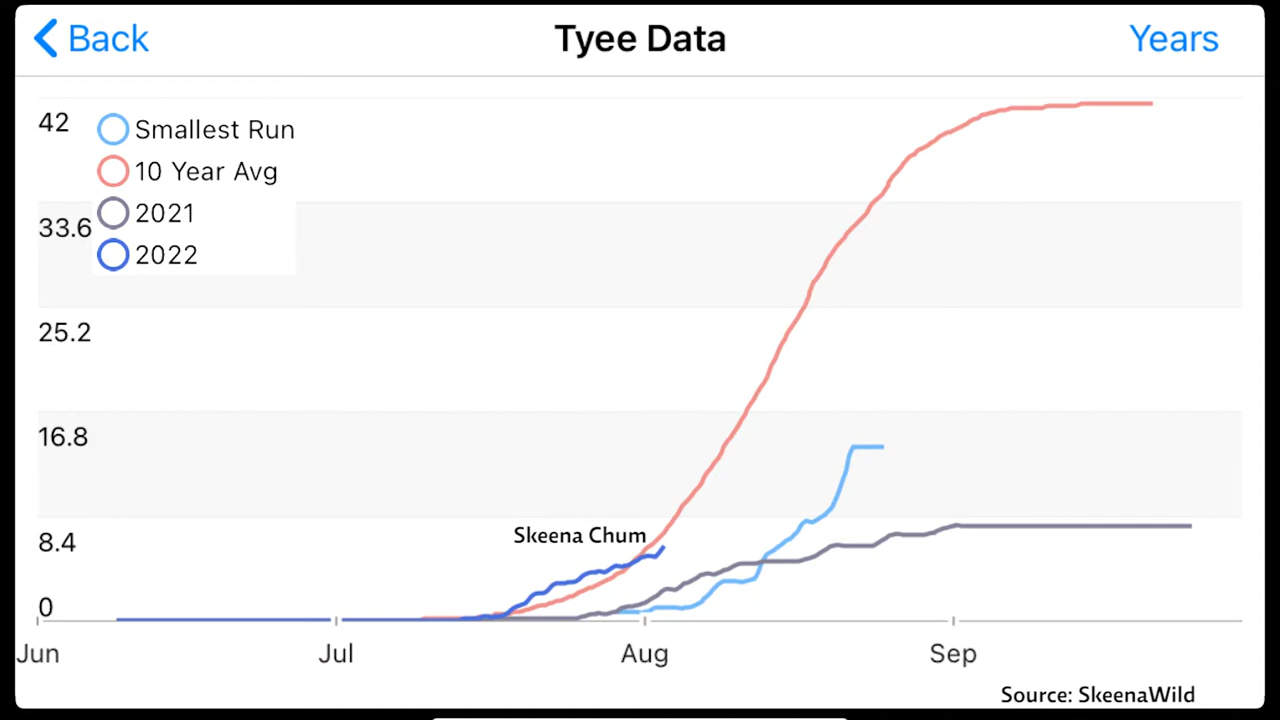 Back
Tyee Data
Years
42
33.6
25.2
16.8
8.4
0
Smallest Run
10 Year Avg
2021
2022
Skeena Chum
Jun
Jul
Aug
Sep
Source: SkeenaWild